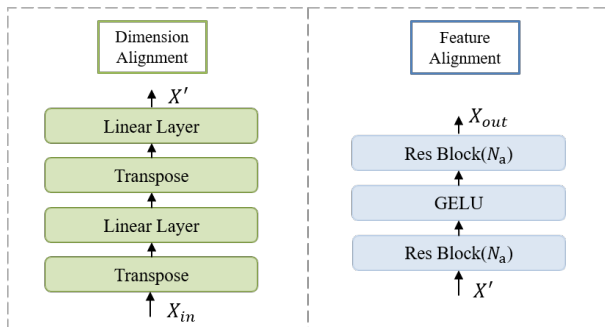 Dimension
Alignment
X′
Linear Layer
Transpose
Linear Layer
Transpose
X_in
Feature
Alignment
X_out
Res Block(N_a)
GELU
Res Block(N_a)
X′